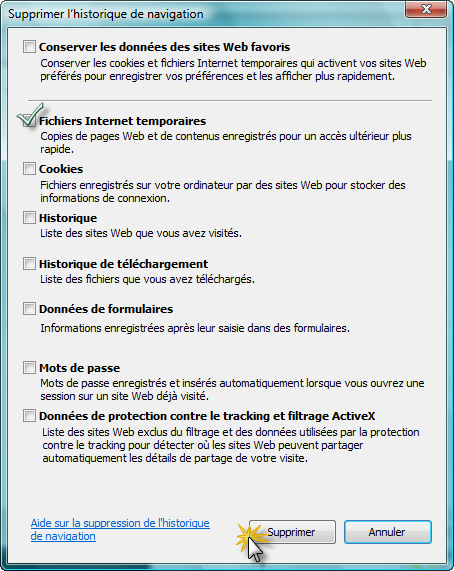 Supprimer l'historique de navigation
Conserver les données des sites Web favoris
Conserver les cookies et fichiers Internet temporaires qui activent vos sites Web
préférés pour enregistrer vos préférences et les afficher plus rapidement.
Fichiers Internet temporaires
Copies de pages Web et de contenus enregistrés pour un accès ultérieur plus
rapide.
Cookies
Fichiers enregistrés sur votre ordinateur par des sites Web pour stocker des
informations de connexion.
Historique
Liste des sites Web que vous avez visités.
Historique de téléchargement
Liste des fichiers que vous avez téléchargés.
Données de formulaires
Informations enregistrées après leur saisie dans des formulaires.
Mots de passe
Mots de passe enregistrés et insérés automatiquement lorsque vous ouvrez une
session sur un site Web déjà visité.
Données de protection contre le tracking et filtrage ActiveX
Liste des sites Web exclus du filtrage et des données utilisées par la protection
contre le tracking pour détecter où les sites Web peuvent partager
automatiquement les détails de partage de votre visite.
Aide sur la suppression de l'historique
de navigation
Supprimer
Annuler